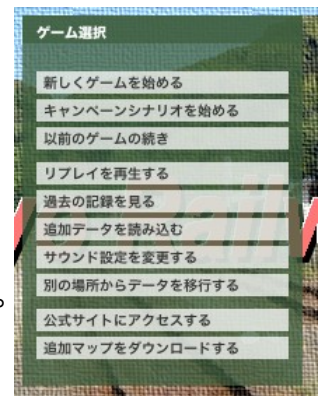 ゲーム選択
新しくゲームを始める
キャンペーンシナリオを始める
以前のゲームの続き
リプレイを再生する
過去の記録を見る
追加データを読み込む
サウンド設定を変更する
別の場所からデータを移行する
公式サイトにアクセスする
追加マップをダウンロードする